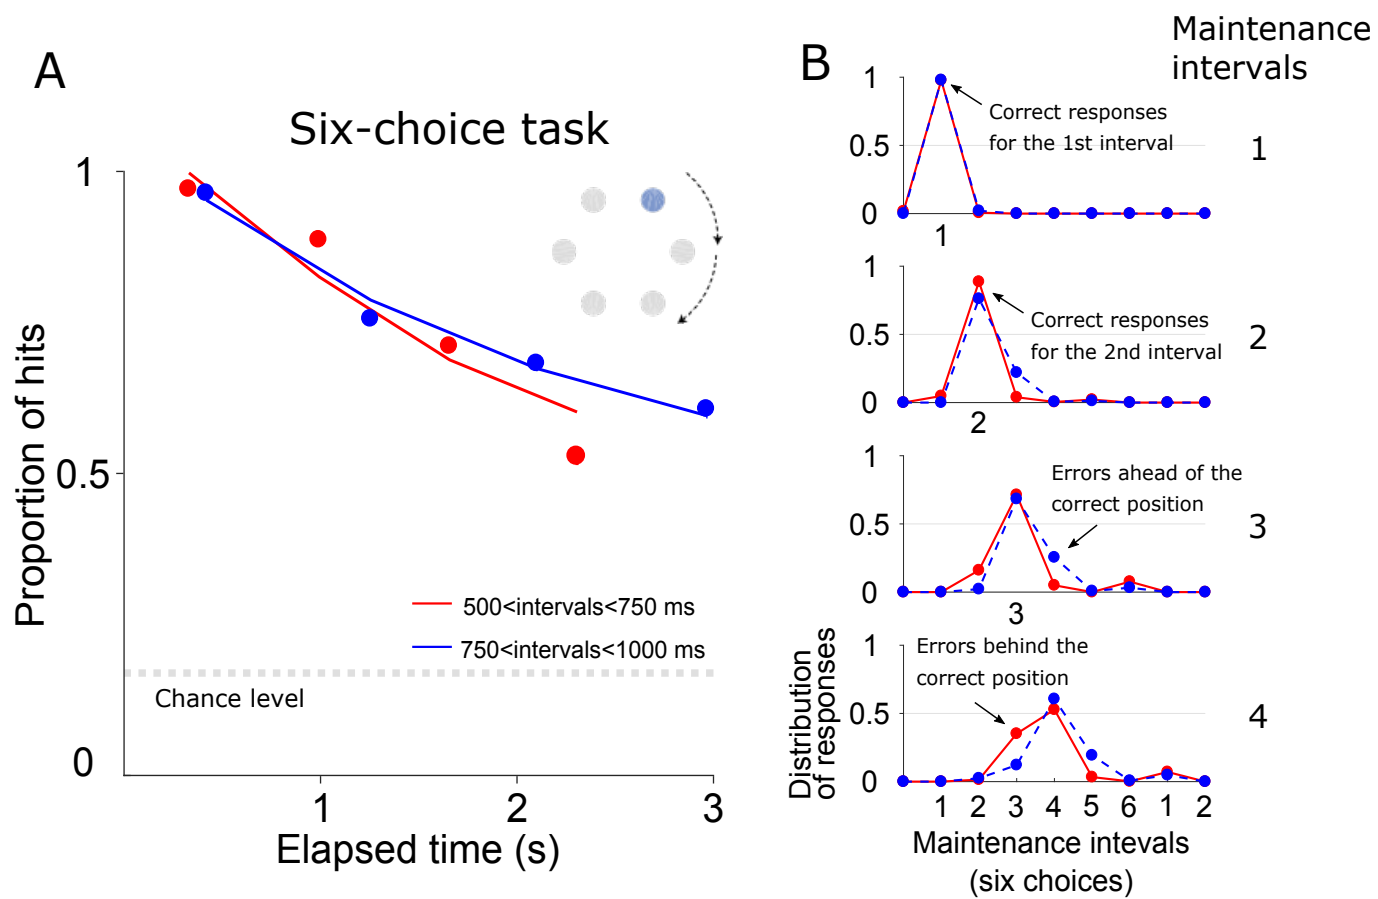 A
Six-choice task
1
0.5
0
Proportion of hits
500<intervals<750 ms
750<intervals<1000 ms
Chance level
1
2
3
Elapsed time (s)
B
Maintenance
intervals
1
0.5
0
Correct responses
for the 1st interval
1
1
1
0.5
0
Correct responses
for the 2nd interval
2
2
1
0.5
0
Errors ahead of the
correct position
3
3
1
0.5
0
Errors behind the
correct position
4
Distribution
of responses
1 2 3 4 5 6 1 2
Maintenance intevals
(six choices)